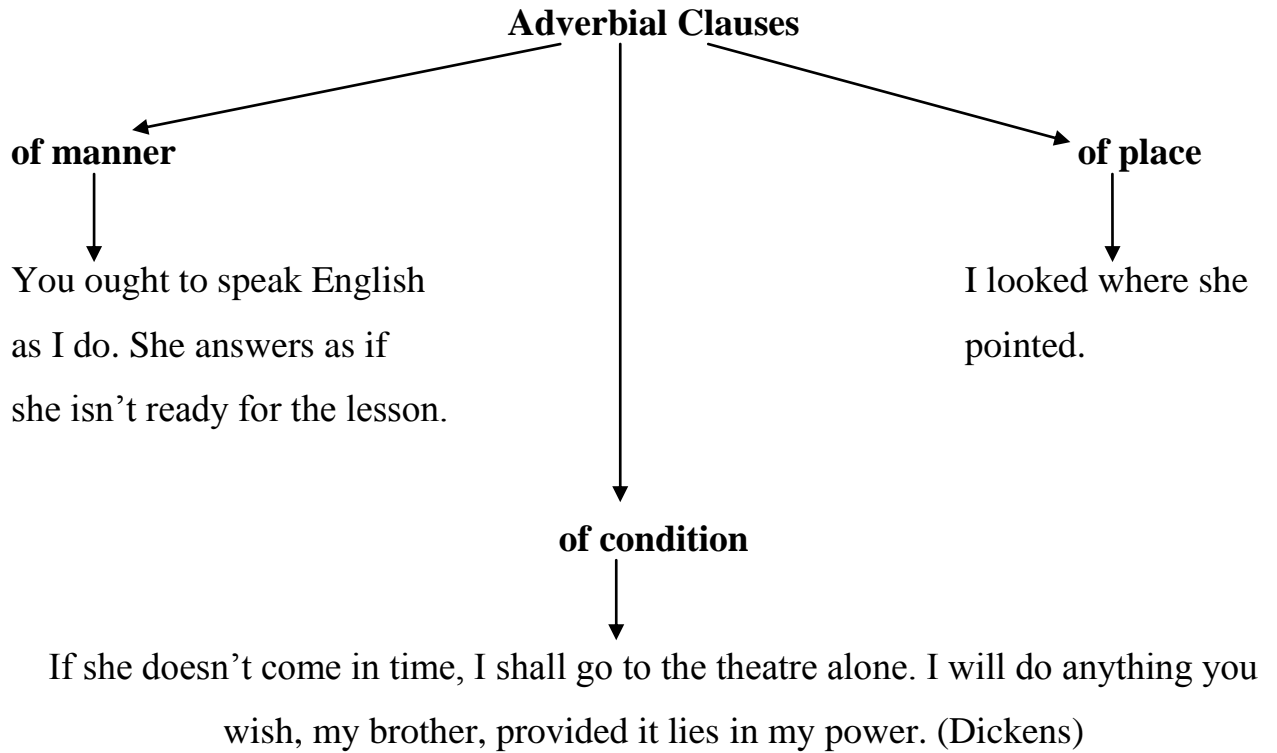 Adverbial Clauses
of manner
of place
You ought to speak English
as I do. She answers as if
she isn’t ready for the lesson.
I looked where she
pointed.
of condition
If she doesn’t come in time, I shall go to the theatre alone. I will do anything you
wish, my brother, provided it lies in my power. (Dickens)